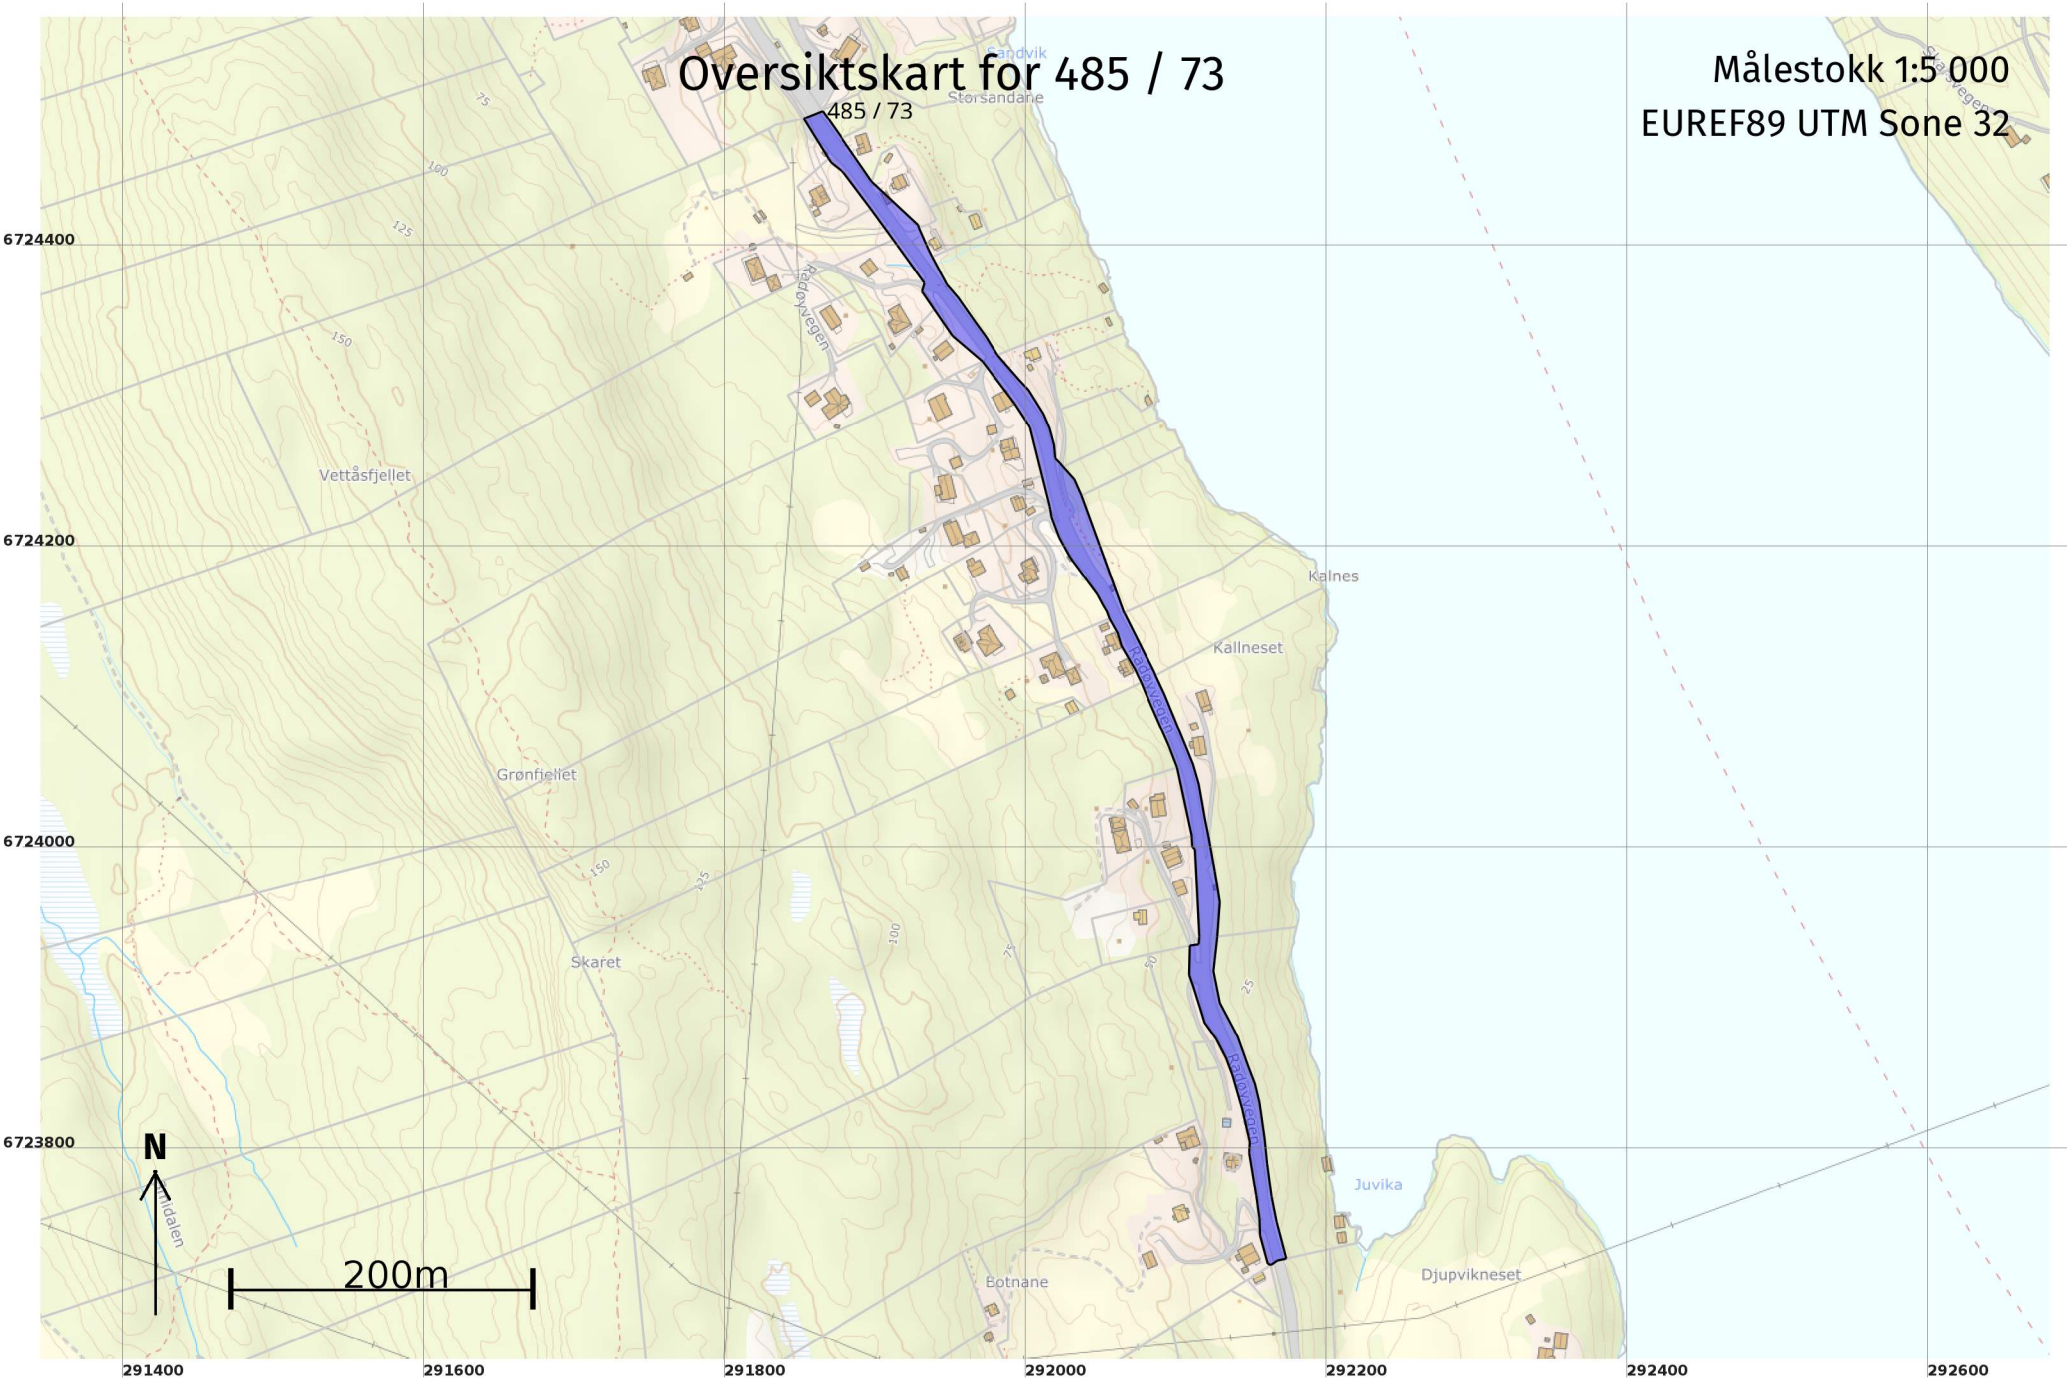 Sandvik
Oversiktskart for 485 / 73
Målestokk 1:5 000
Storsandane
485 / 73
EUREF89 UTM Sone 32
Skarsvegen
75
100
125
6724400
Radøyvegen
150
Vettåsfjellet
6724200
Kalnes
Kallneset
Radøyvegen
Grønfjellet
6724000
150
125
100
75
50
25
Skaret
Radøyvegen
6723800
N
Juvika
200m
Botnane
Djupvikneset
291400
291600
291800
292000
292200
292400
292600